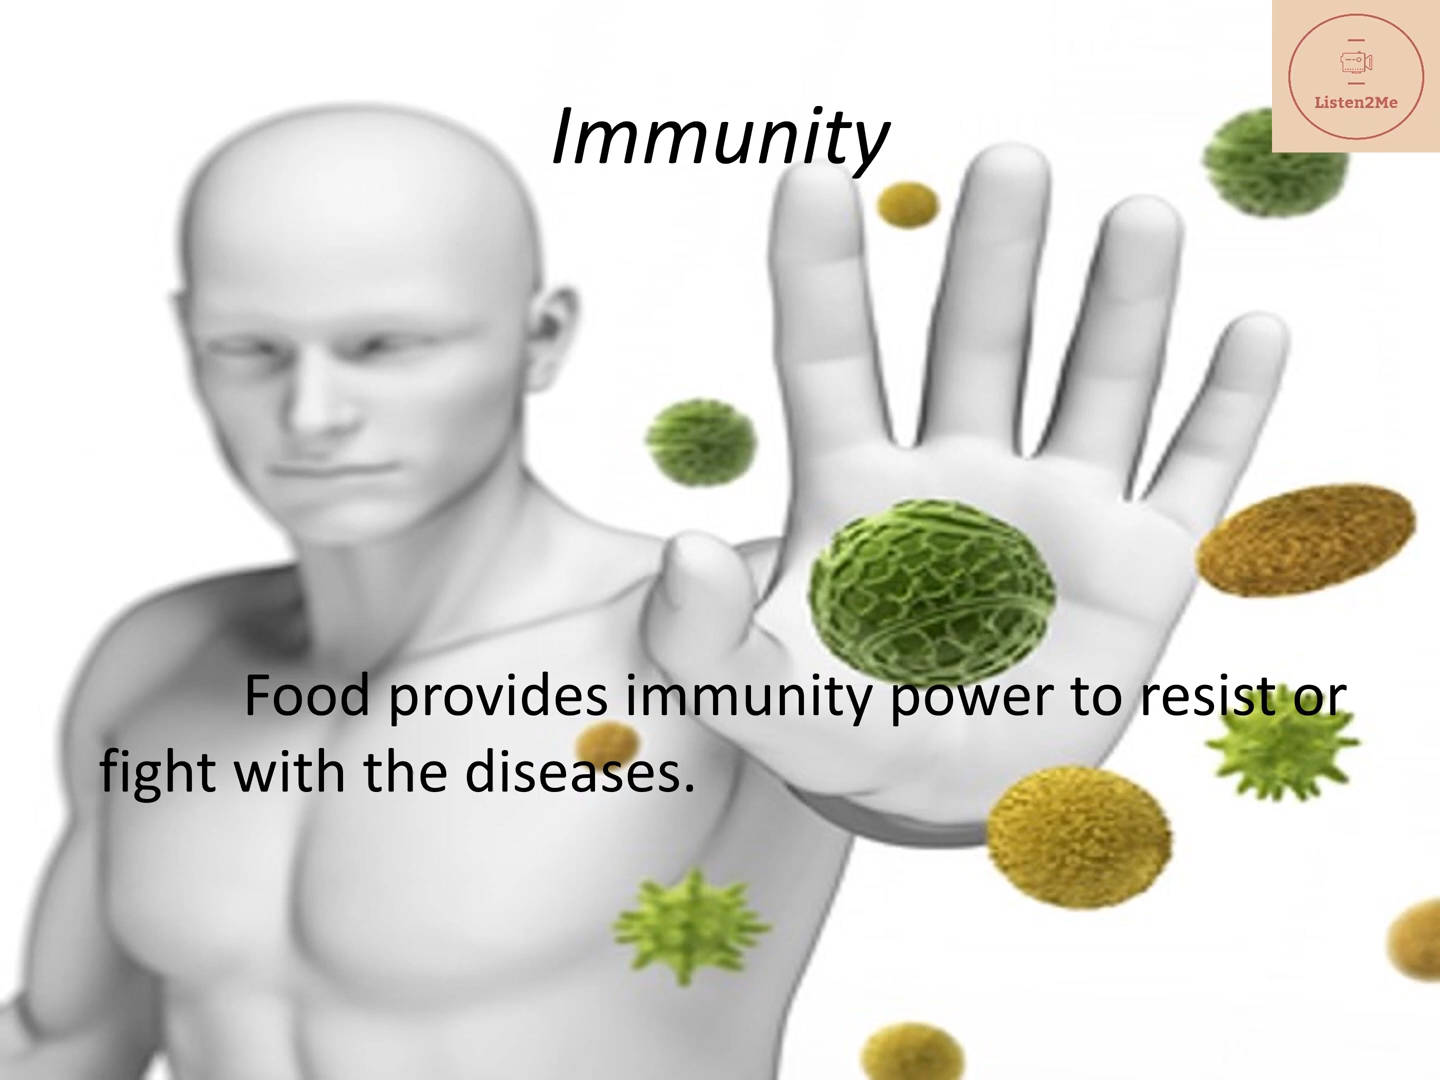 Listen2Me
Immunity
Food provides immunity power to resist or
fight with the diseases.